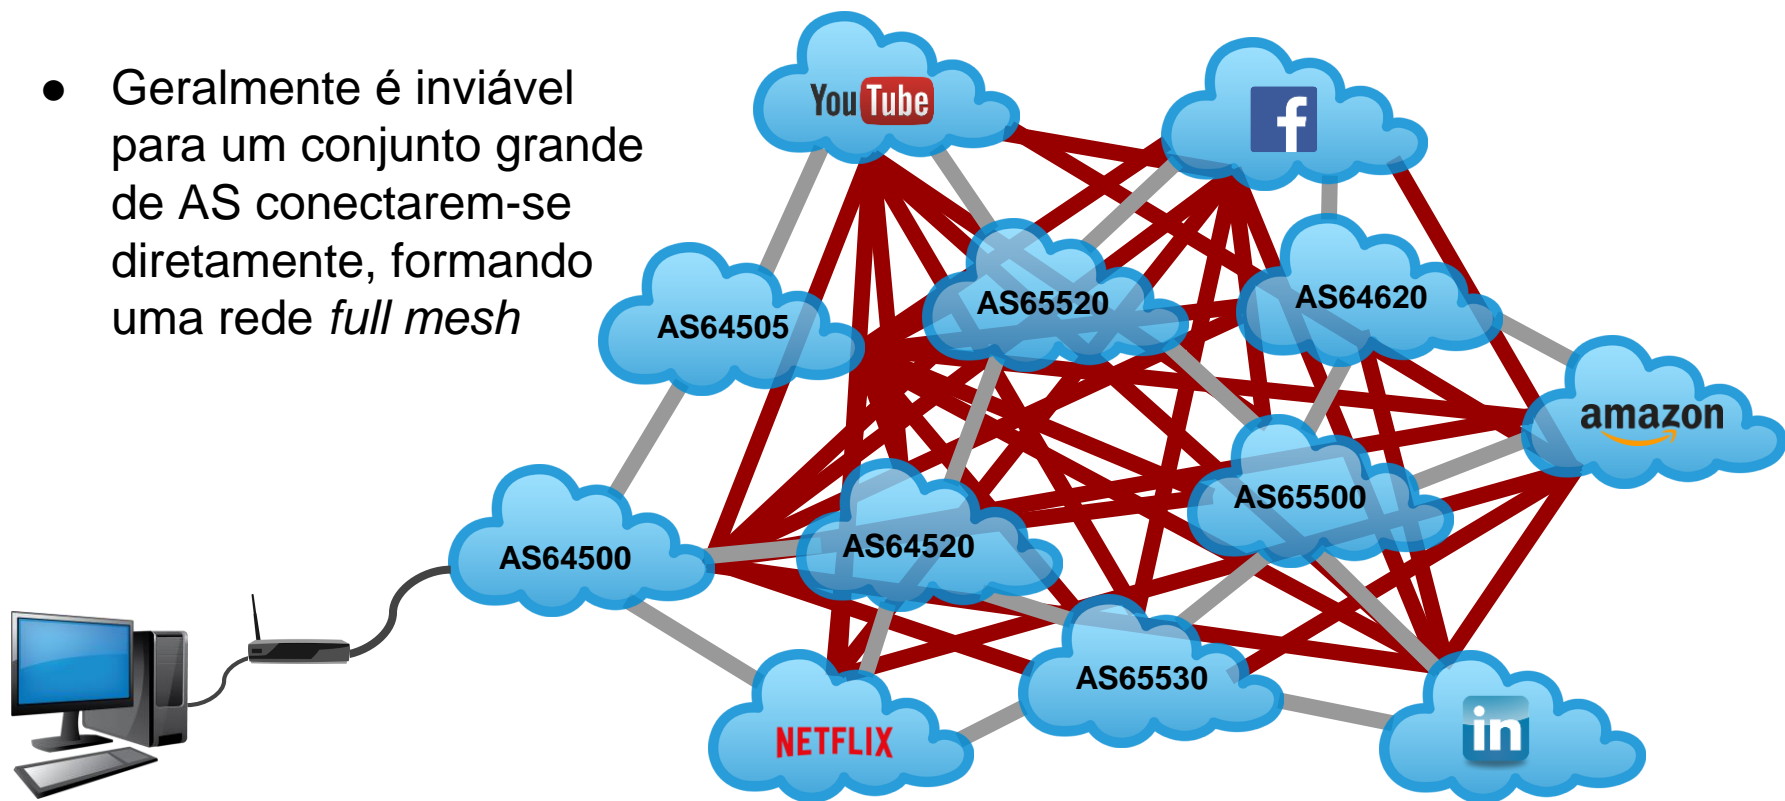 ● Geralmente é inviável
para um conjunto grande
de AS conectarem-se
diretamente, formando
uma rede full mesh
YouTube
f
AS65520
AS64620
AS64505
amazon
AS65500
AS64520
AS64500
AS65530
NETFLIX
in